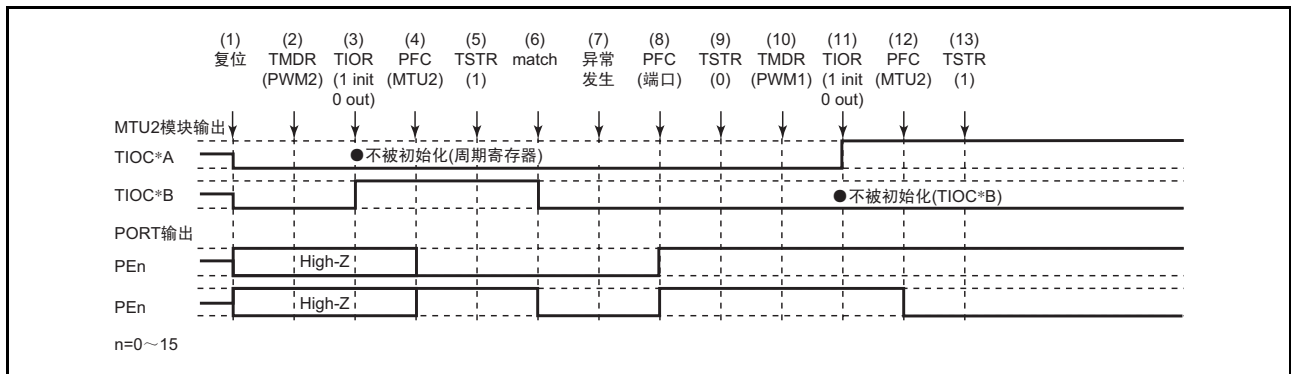 (1) (2) (3) (4) (5) (6) (7) (8) (9) (10) (11) (12) (13)
复位 TMDR TIOR PFC TSTR match 异常 PFC TSTR TMDR TIOR PFC TSTR
(PWM2) (1 init (MTU2) (1) 发生 (端口) (0) (PWM1) (1 init (MTU2) (1)
0 out) 0 out)
MTU2模块输出
TIOC*A ●不被初始化(周期寄存器)
TIOC*B ●不被初始化(TIOC*B)
PORT输出
PEn High-Z
PEn High-Z
n=0～15